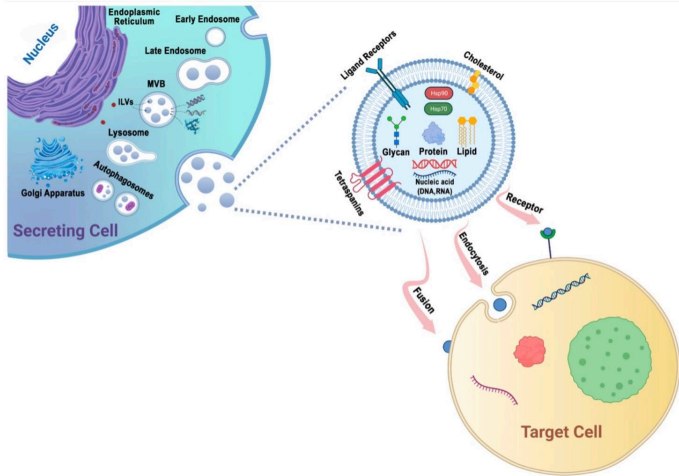 Nucleus
Endoplasmic
Reticulum
Early Endosome
Late Endosome
MVB
ILVs
Lysosome
Autophagosomes
Golgi Apparatus
Secreting Cell
Ligand Receptors
Cholesterol
Hsp90
Hsp70
Glycan
Protein
Lipid
Nucleic acid
(DNA,RNA)
Tetraspanins
Receptor
Endocytosis
Fusion
Target Cell